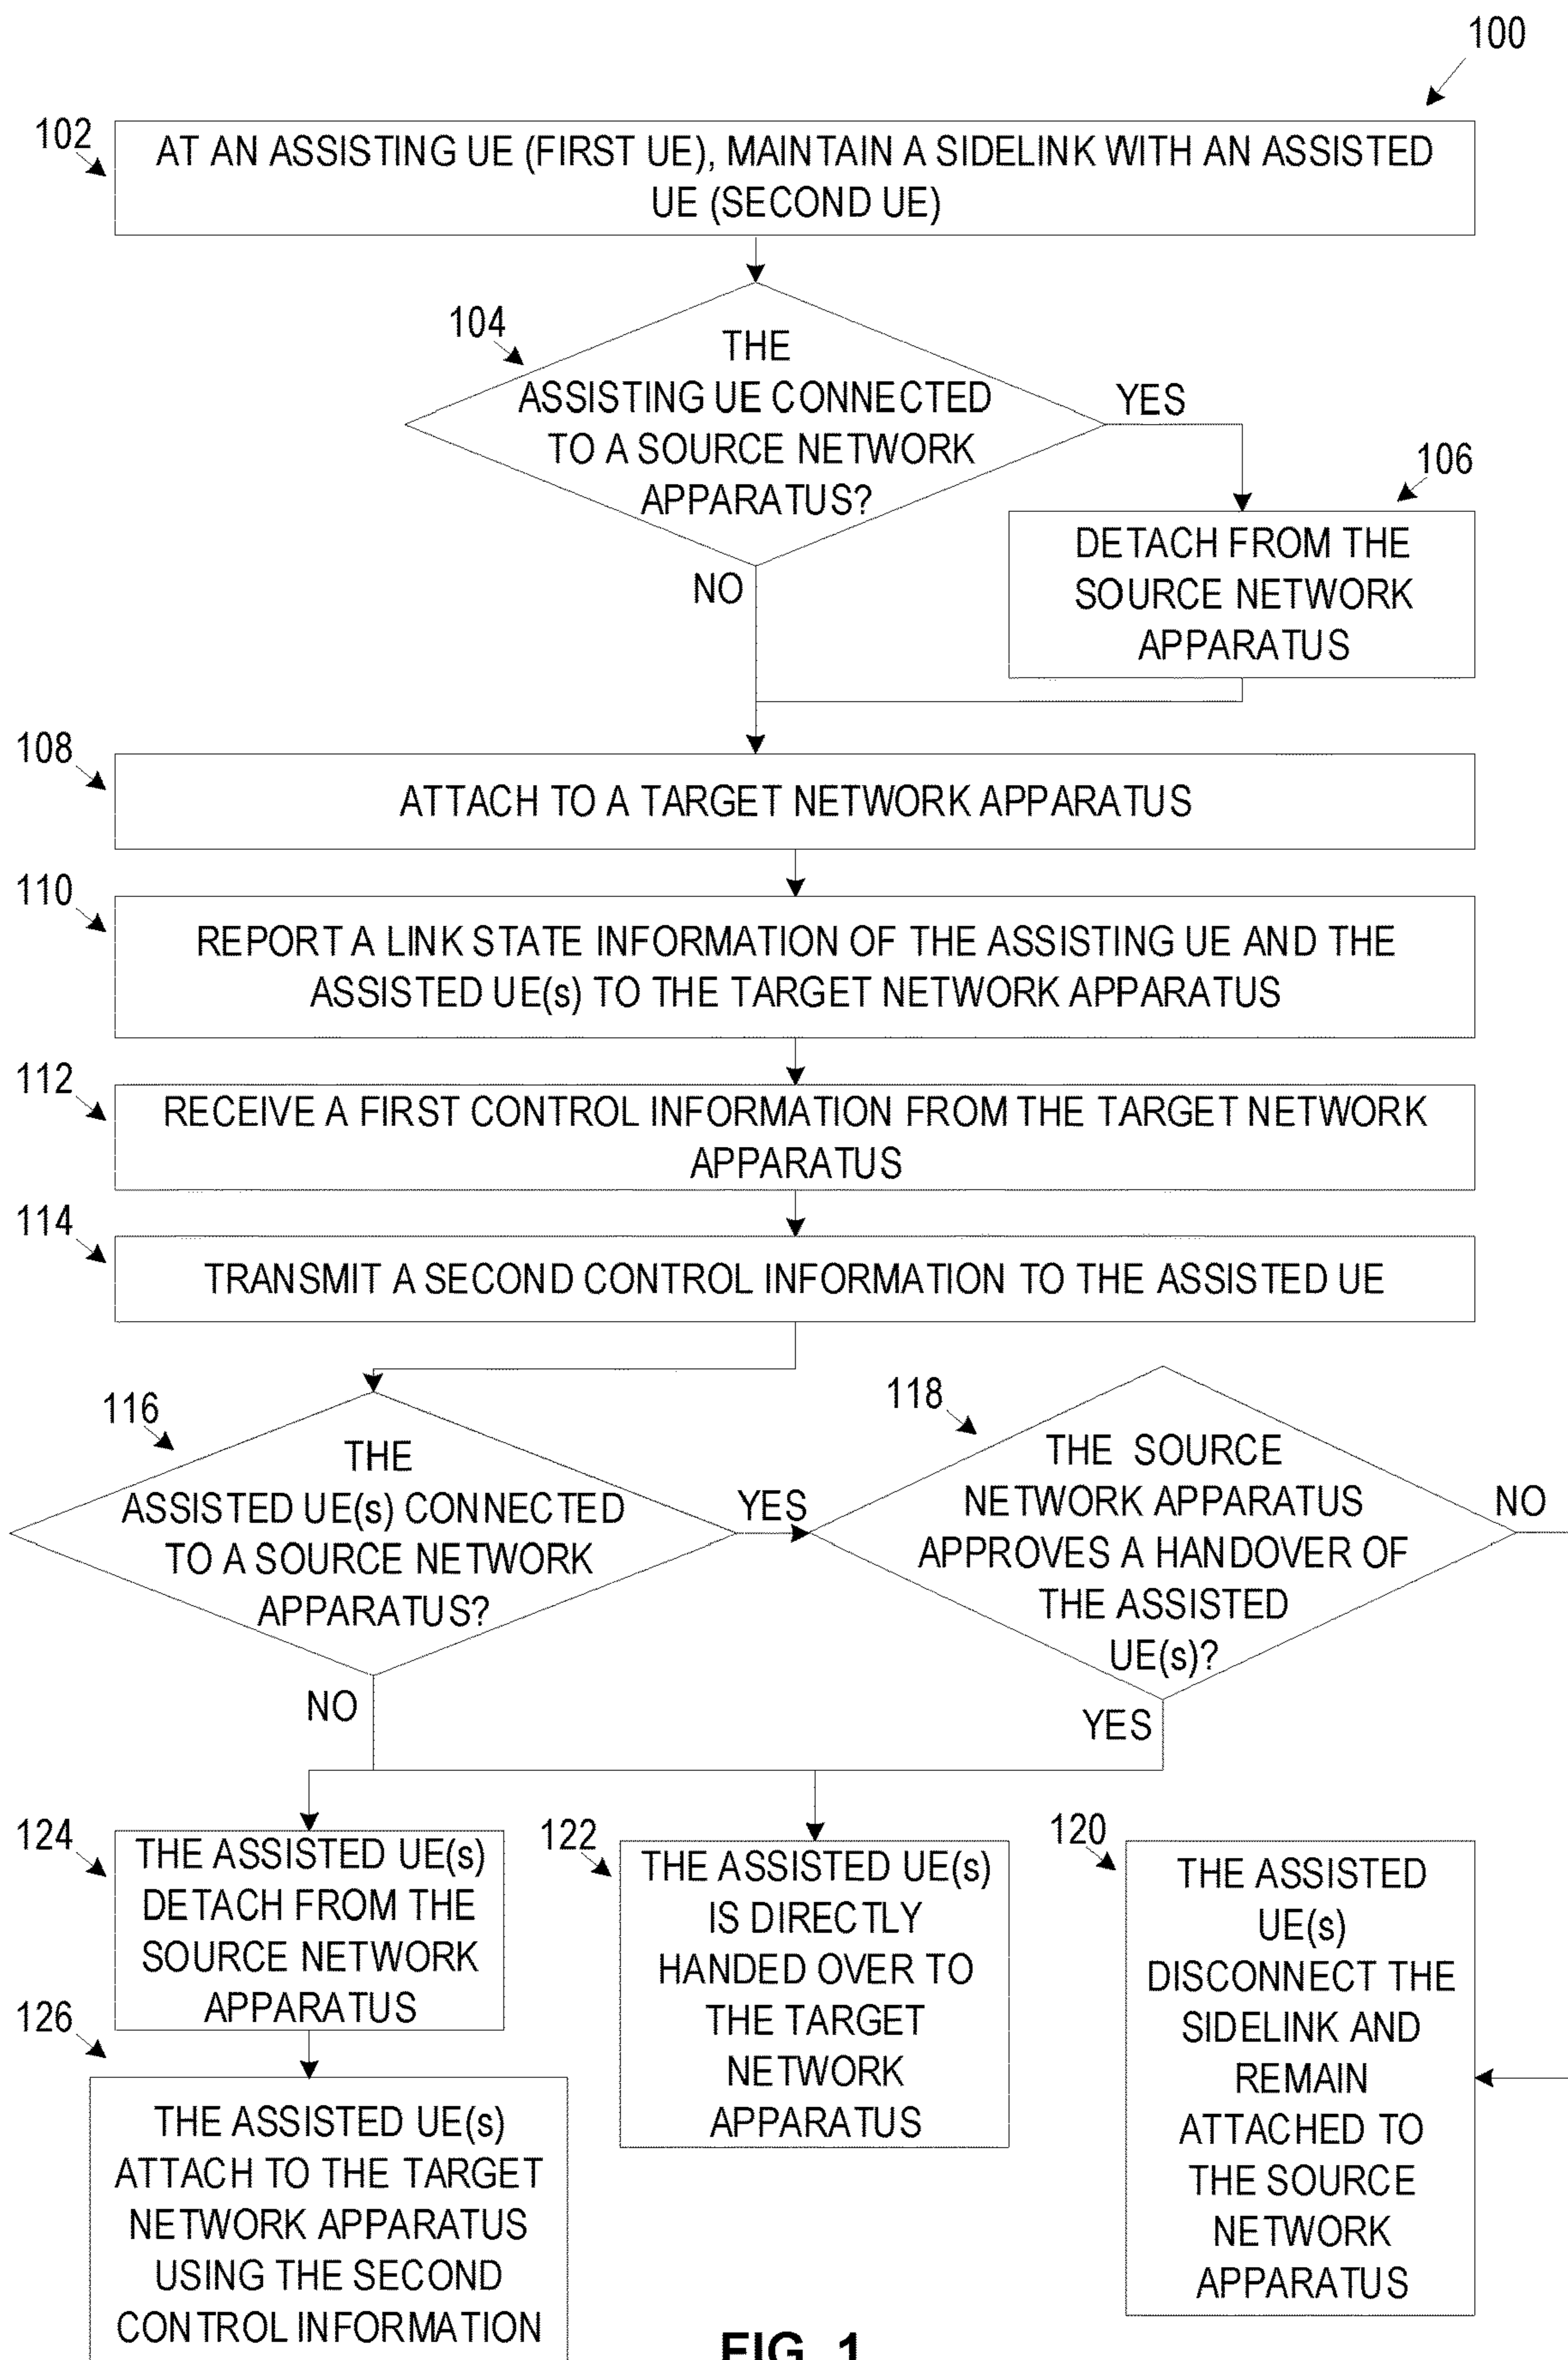 100
102
AT AN ASSISTING UE (FIRST UE), MAINTAIN A SIDELINK WITH AN ASSISTED
UE (SECOND UE)
104
THE
ASSISTING UE CONNECTED
TO A SOURCE NETWORK
APPARATUS?
YES
NO
106
DETACH FROM THE
SOURCE NETWORK
APPARATUS
108
ATTACH TO A TARGET NETWORK APPARATUS
110
REPORT A LINK STATE INFORMATION OF THE ASSISTING UE AND THE
ASSISTED UE(s) TO THE TARGET NETWORK APPARATUS
112
RECEIVE A FIRST CONTROL INFORMATION FROM THE TARGET NETWORK
APPARATUS
114
TRANSMIT A SECOND CONTROL INFORMATION TO THE ASSISTED UE
116
THE
ASSISTED UE(s) CONNECTED
TO A SOURCE NETWORK
APPARATUS?
YES
NO
118
THE SOURCE
NETWORK APPARATUS
APPROVES A HANDOVER OF
THE ASSISTED
UE(s)?
NO
YES
124
THE ASSISTED UE(s)
DETACH FROM THE
SOURCE NETWORK
APPARATUS
126
THE ASSISTED UE(s)
ATTACH TO THE TARGET
NETWORK APPARATUS
USING THE SECOND
CONTROL INFORMATION
122
THE ASSISTED UE(s)
IS DIRECTLY
HANDED OVER TO
THE TARGET
NETWORK
APPARATUS
120
THE ASSISTED
UE(s)
DISCONNECT THE
SIDELINK AND
REMAIN
ATTACHED TO
THE SOURCE
NETWORK
APPARATUS
FIG. 1